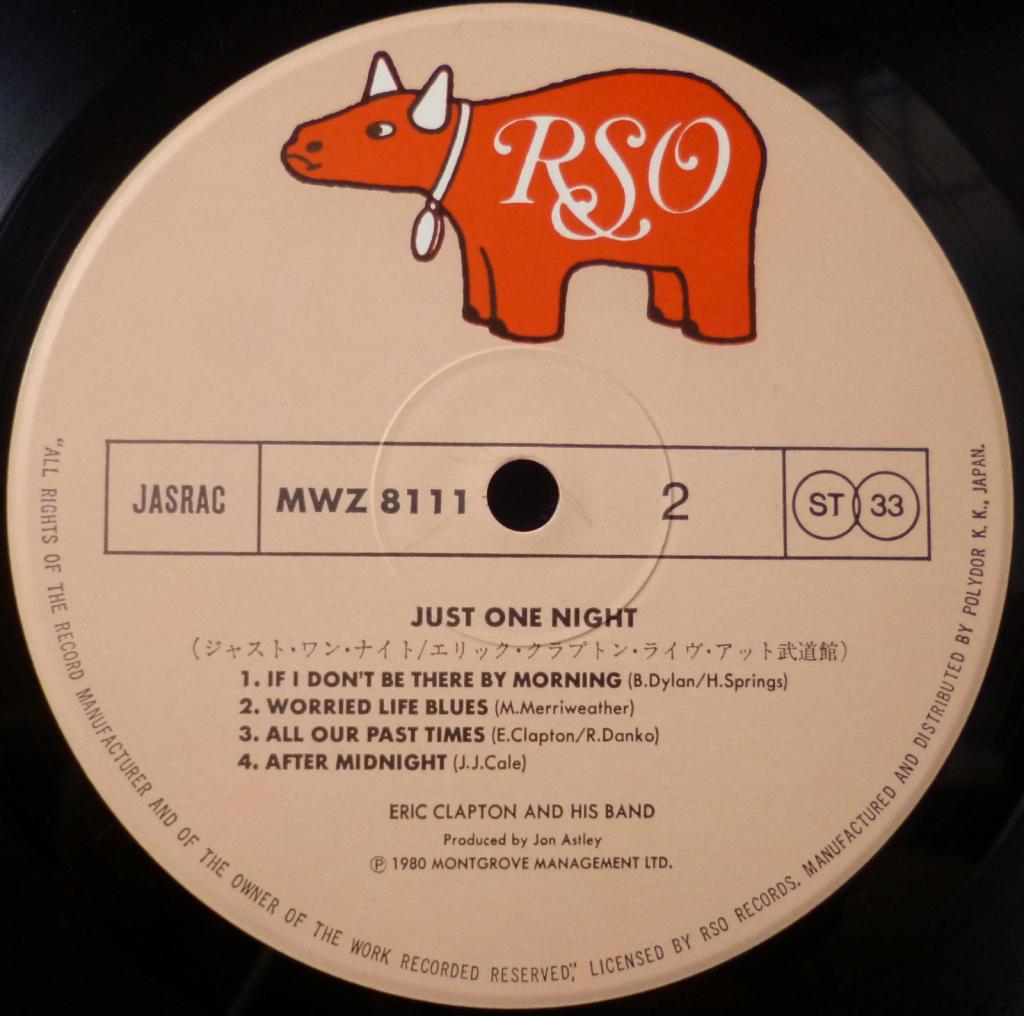 RSO
JASRAC MWZ 8111 2 ST 33
JUST ONE NIGHT
(ジャスト・ワン・ナイト/エリック・クラプトン・ライヴ・アット武道館)
1. IF I DON'T BE THERE BY MORNING (B.Dylan/H.Springs)
2. WORRIED LIFE BLUES (M.Merriweather)
3. ALL OUR PAST TIMES (E.Clapton/R.Danko)
4. AFTER MIDNIGHT (J.J.Cale)
ERIC CLAPTON AND HIS BAND
Produced by Jon Astley
Ⓟ 1980 MONTGROVE MANAGEMENT LTD.
"ALL RIGHTS OF THE RECORD MANUFACTURER AND OF THE OWNER OF THE WORK RECORDED RESERVED", LICENSED BY RSO RECORDS. MANUFACTURED AND DISTRIBUTED BY POLYDOR K. K., JAPAN.